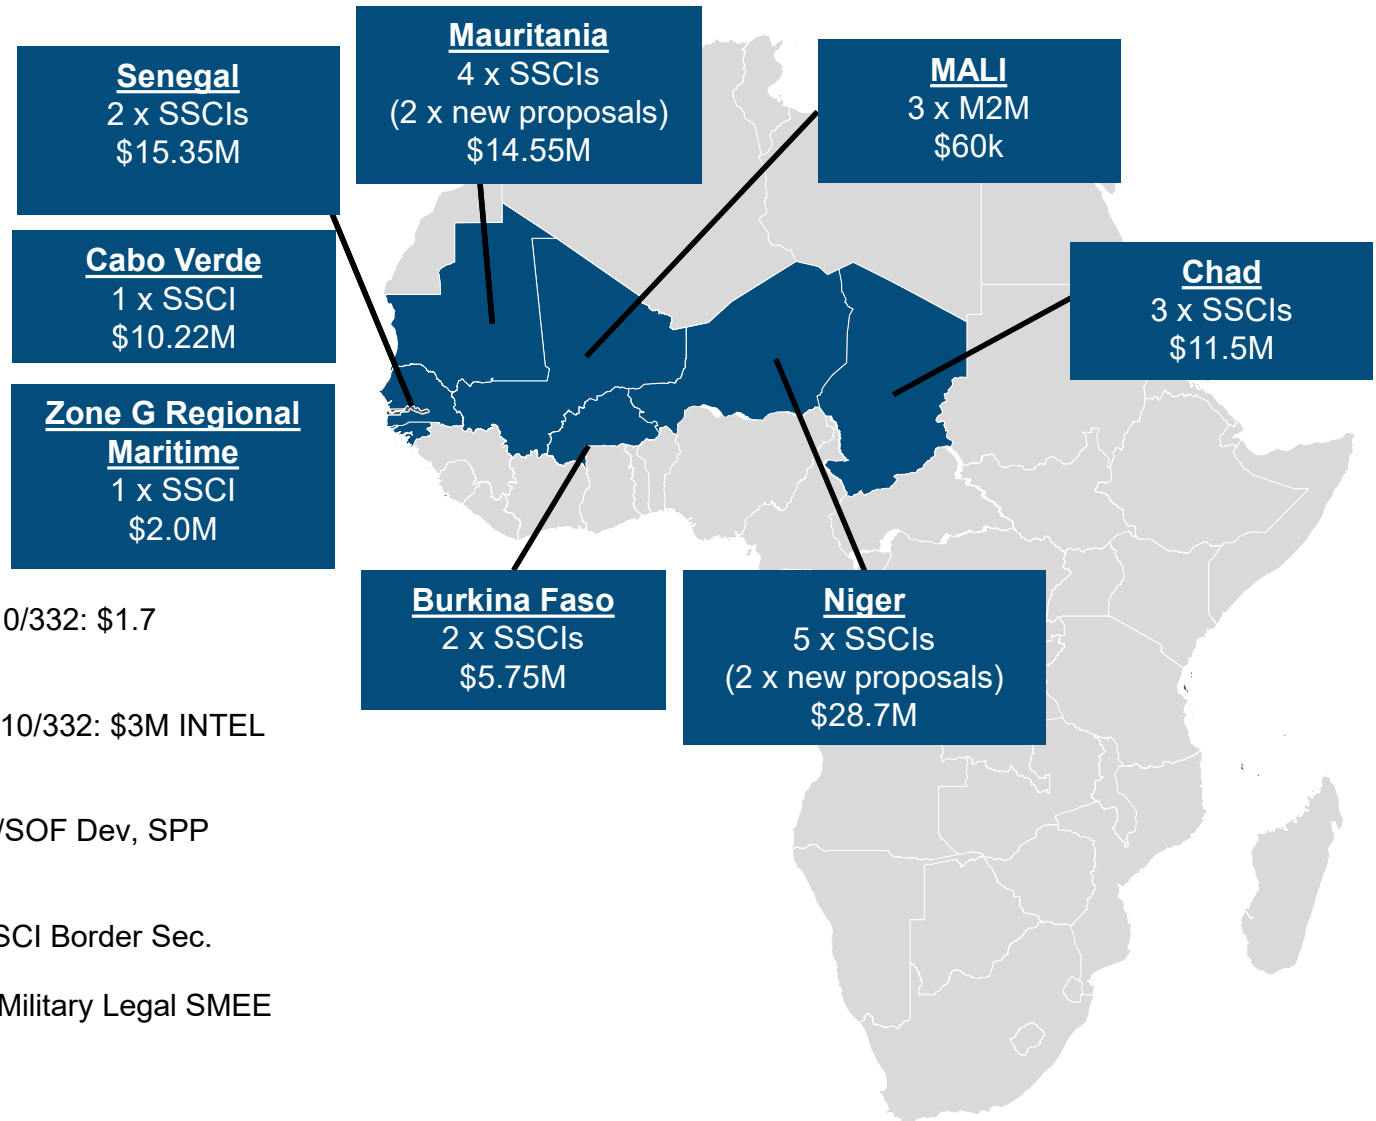 Senegal
2 x SSCIs
$15.35M
Mauritania
4 x SSCIs
(2 x new proposals)
$14.55M
MALI
3 x M2M
$60k
Cabo Verde
1 x SSCI
$10.22M
Chad
3 x SSCIs
$11.5M
Zone G Regional
Maritime
1 x SSCI
$2.0M
Burkina Faso
2 x SSCIs
$5.75M
Niger
5 x SSCIs
(2 x new proposals)
$28.7M
0/332: $1.7
10/332: $3M INTEL
/SOF Dev, SPP
SCI Border Sec.
Military Legal SMEE